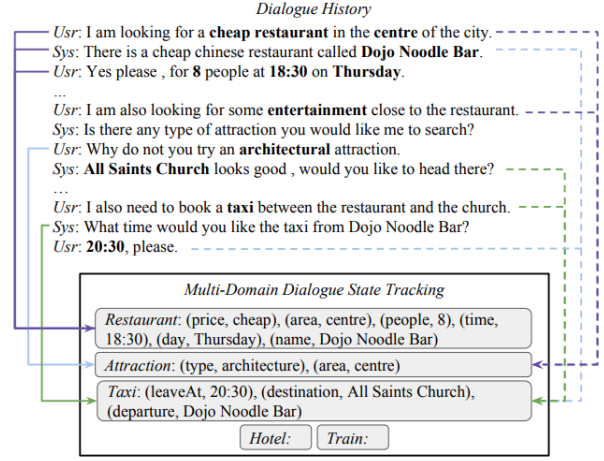 Dialogue History
Usr: I am looking for a cheap restaurant in the centre of the city.
Sys: There is a cheap chinese restaurant called Dojo Noodle Bar.
Usr: Yes please , for 8 people at 18:30 on Thursday.
...
Usr: I am also looking for some entertainment close to the restaurant.
Sys: Is there any type of attraction you would like me to search?
Usr: Why do not you try an architectural attraction.
Sys: All Saints Church looks good , would you like to head there?
...
Usr: I also need to book a taxi between the restaurant and the church.
Sys: What time would you like the taxi from Dojo Noodle Bar?
Usr: 20:30, please.
Multi-Domain Dialogue State Tracking
Restaurant: (price, cheap), (area, centre), (people, 8), (time,
18:30), (day, Thursday), (name, Dojo Noodle Bar)
Attraction: (type, architecture), (area, centre)
Taxi: (leaveAt, 20:30), (destination, All Saints Church),
(departure, Dojo Noodle Bar)
Hotel: Train: